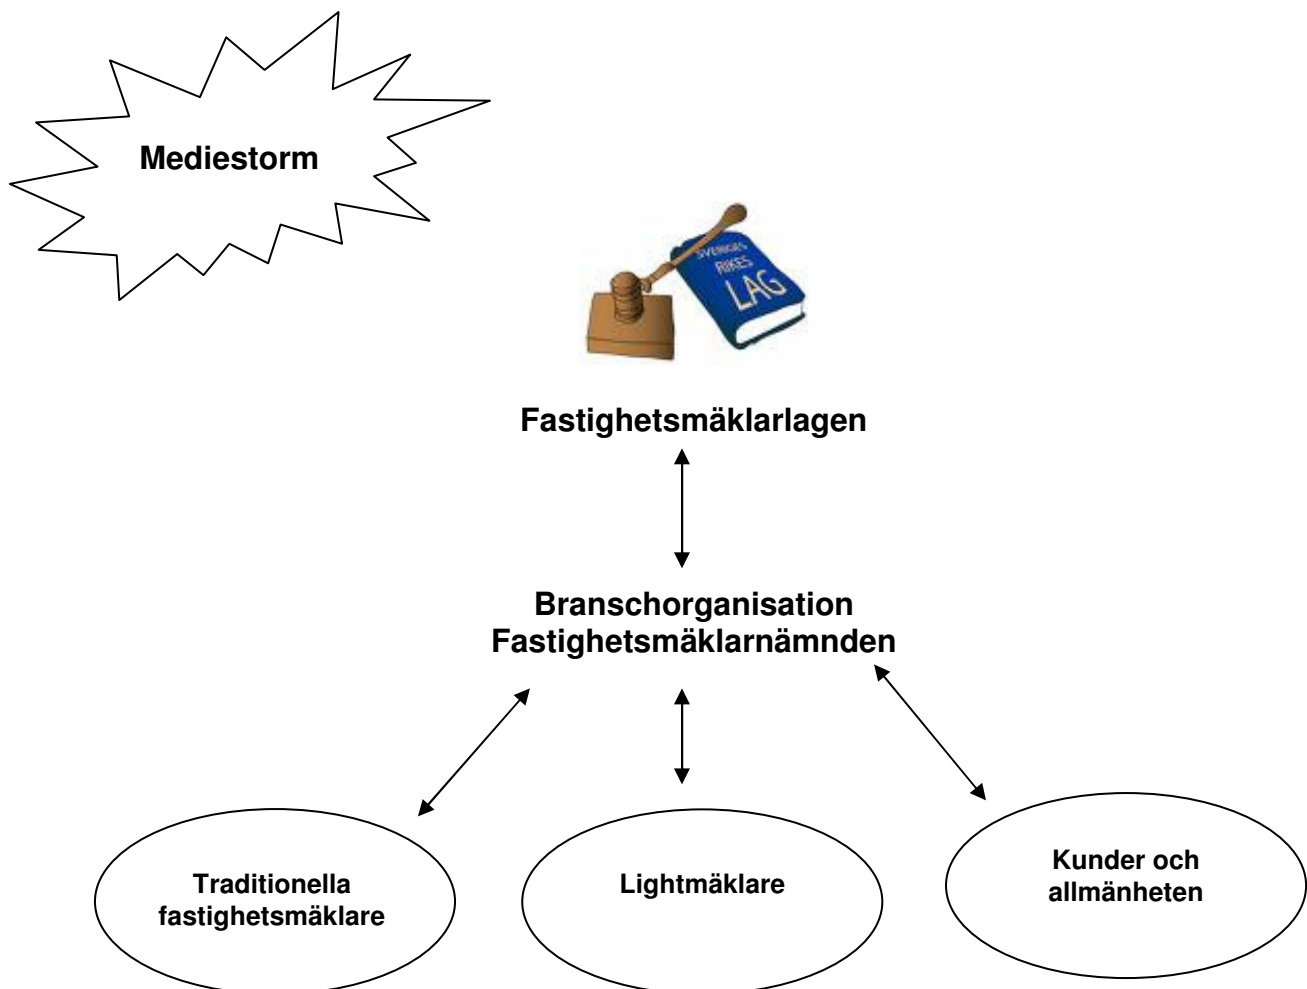 Mediestorm
SVERIGES
RIKES
LAG
Fastighetsmäklarlagen
Branschorganisation
Fastighetsmäklarnämnden
Traditionella
fastighetsmäklare
Lightmäklare
Kunder och
allmänheten